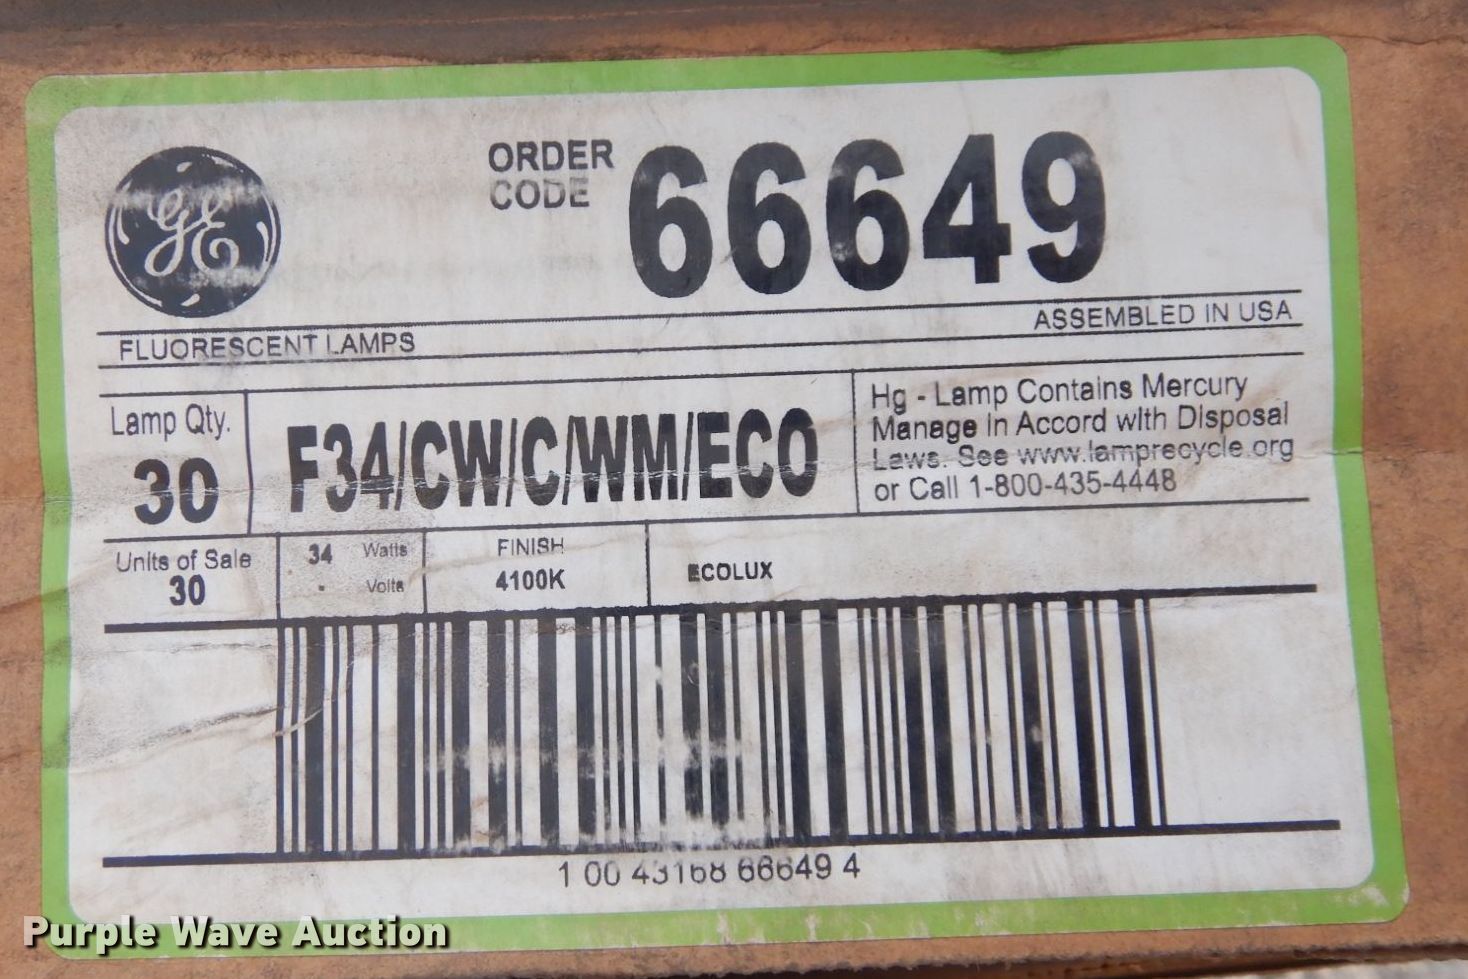 GE
ORDER
CODE
66649
FLUORESCENT LAMPS
ASSEMBLED IN USA
Lamp Qty.
30
F34/CW/C/WM/ECO
Hg - Lamp Contains Mercury
Manage in Accord with Disposal
Laws. See www.lamprecycle.org
or Call 1-800-435-4448
Units of Sale
30
34 Watts
- Volts
FINISH
4100K
ECOLUX
1 00 43168 66649 4
Purple Wave Auction